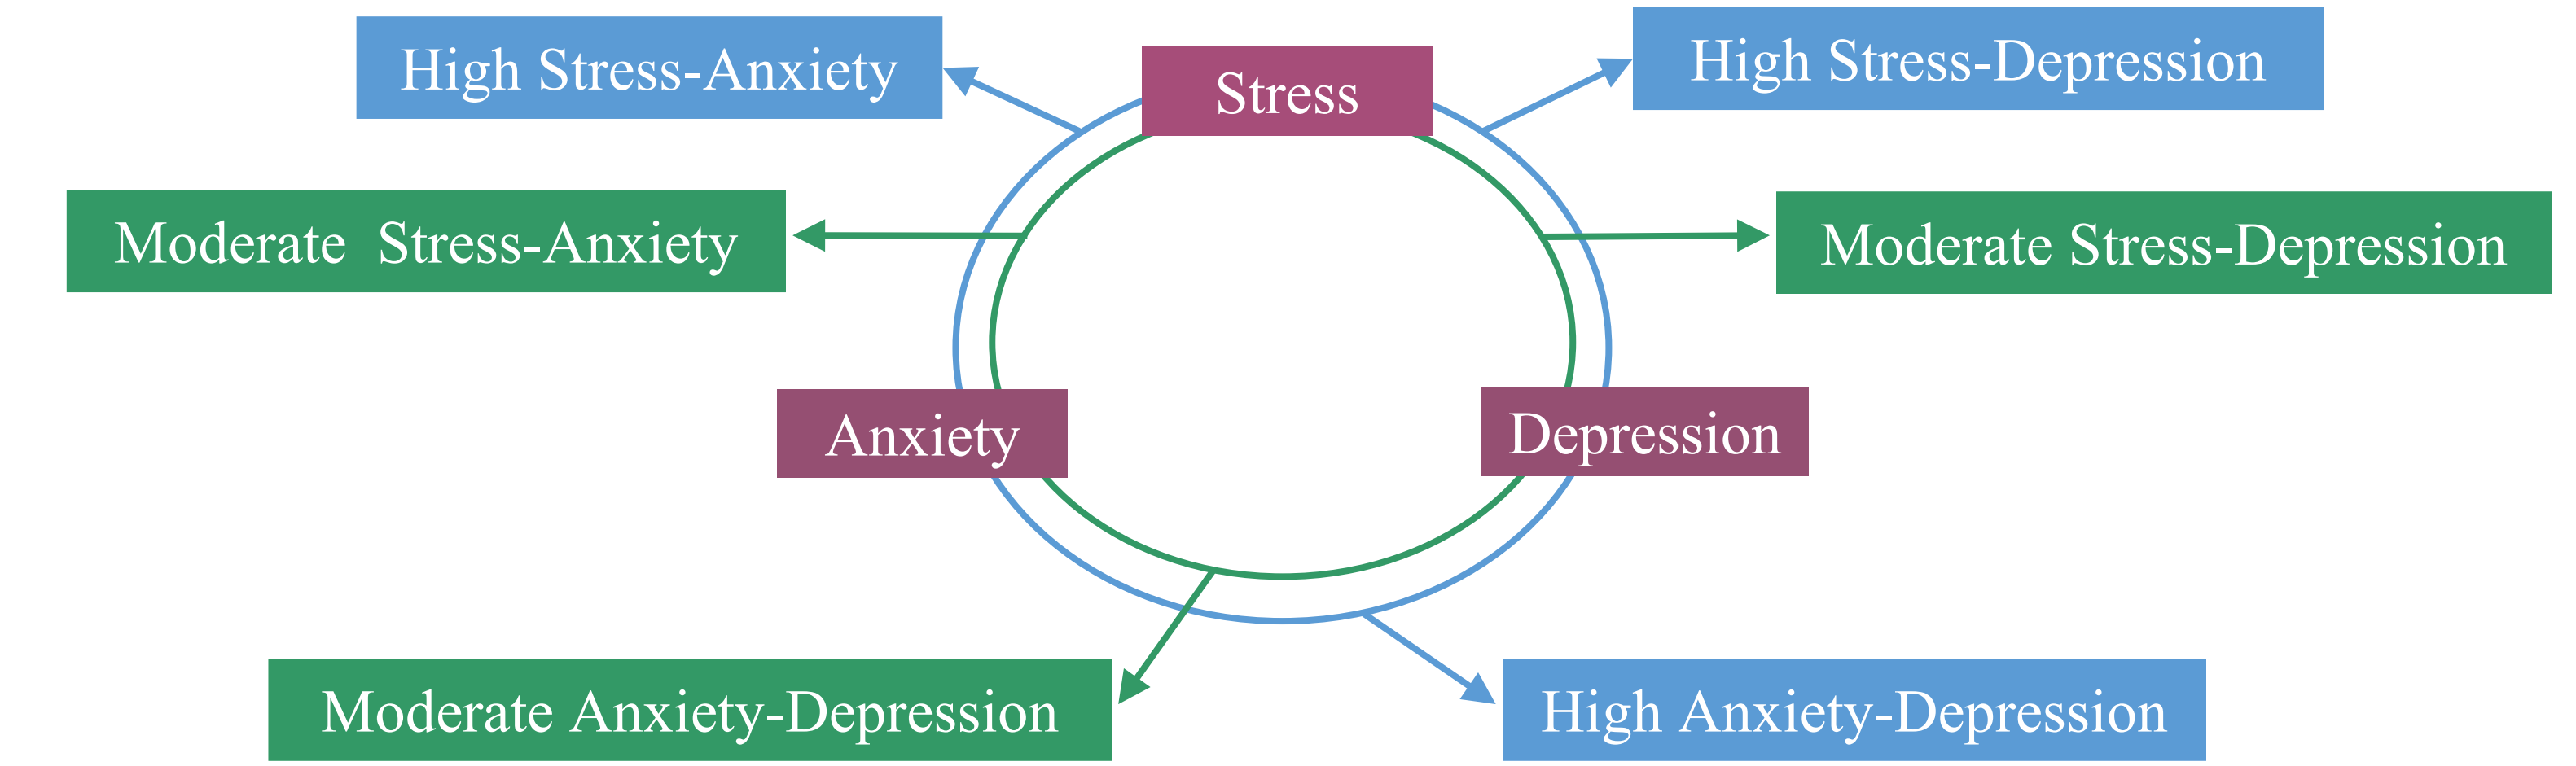 High Stress-Anxiety
Stress
High Stress-Depression
Moderate  Stress-Anxiety
Moderate Stress-Depression
Anxiety
Depression
Moderate Anxiety-Depression
High Anxiety-Depression